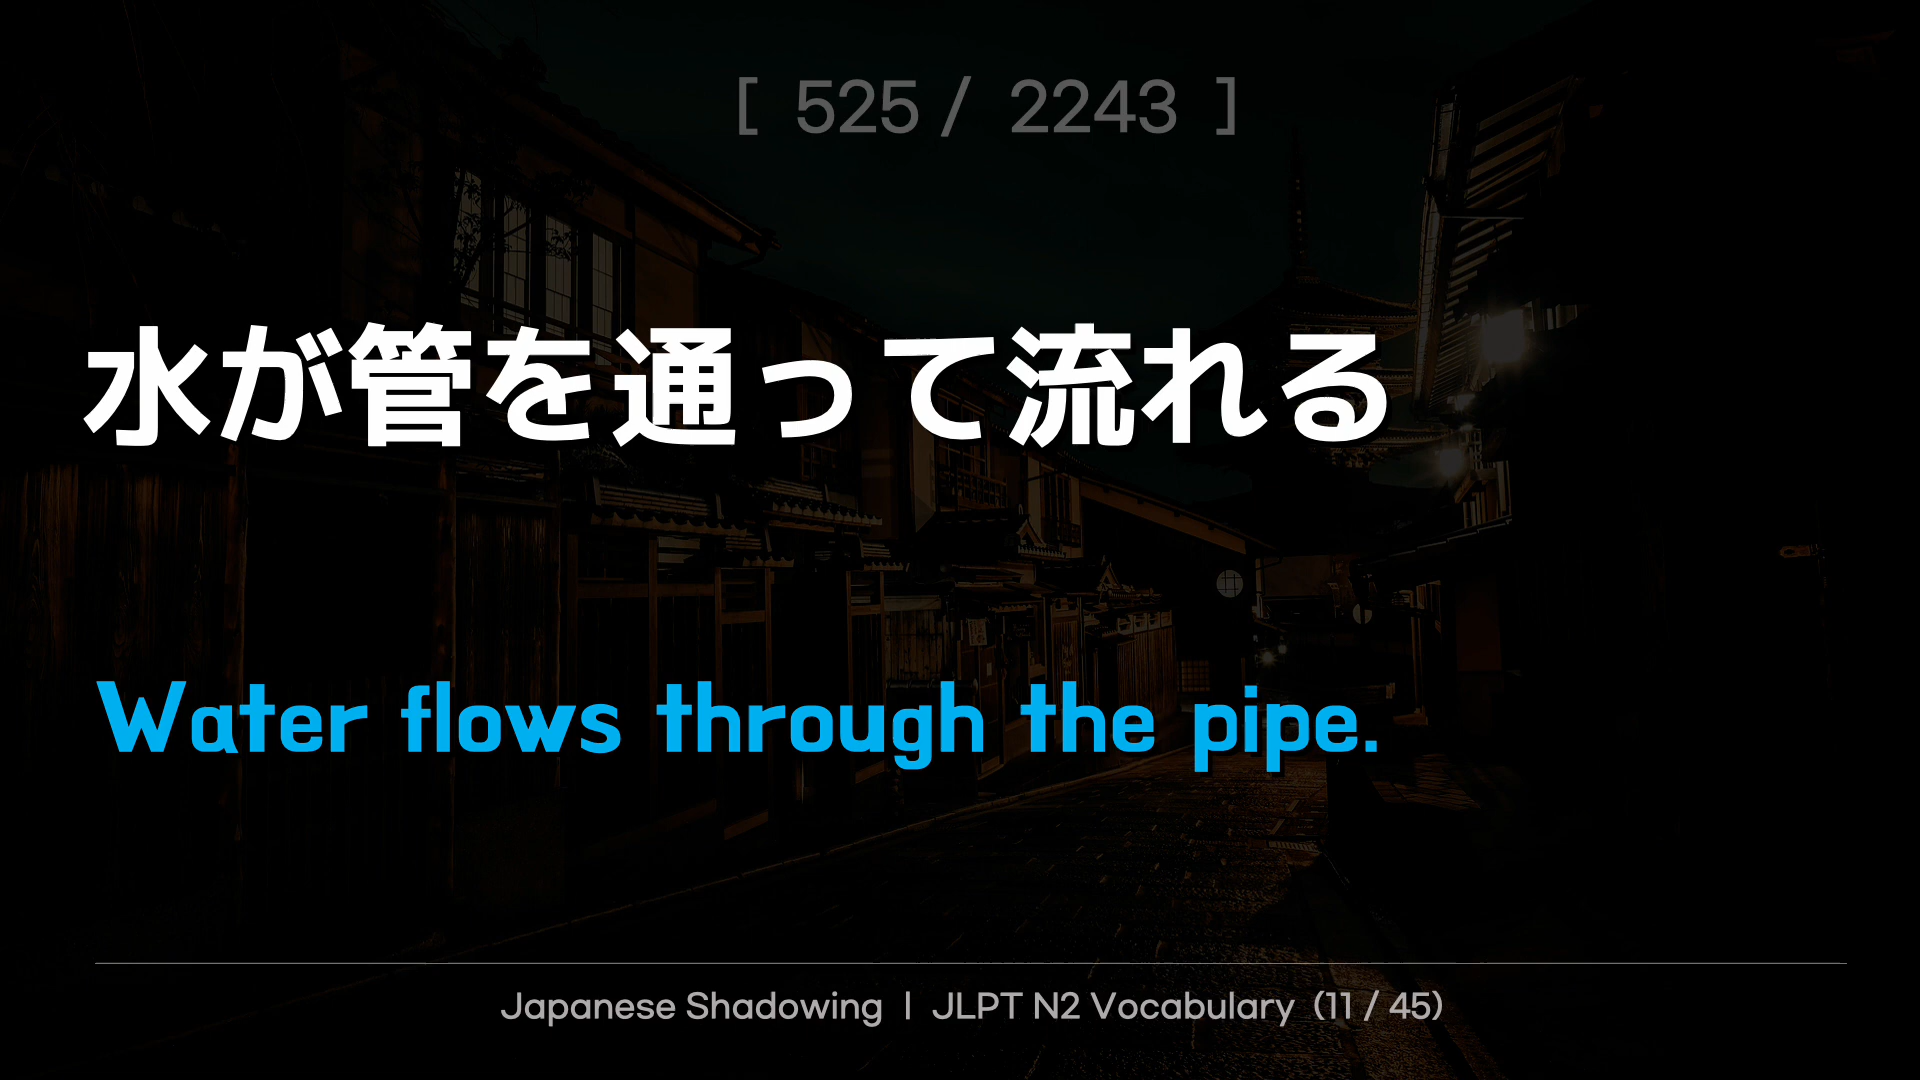 [ 525 / 2243 ]
水が管を通って流れる
Water flows through the pipe.
Japanese Shadowing | JLPT N2 Vocabulary (11 / 45)